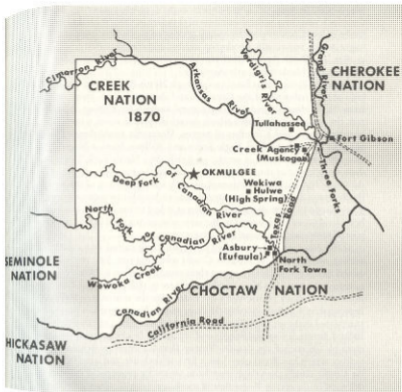 Cimarron River
CREEK
NATION
1870
Arkansas River
Verdigris River
Grand River
CHEROKEE
NATION
Tullahassee
Fort Gibson
Creek Agency
(Muskogee)
Three Forks
OKMULGEE
Deep Fork of Canadian River
Wekiwa
Hulwe
(High Spring)
North
Fork of Canadian River
Texas Road
Asbury
(Eufaula)
North
Fork Town
SEMINOLE
NATION
Wewoka Creek
Canadian River
CHOCTAW NATION
California Road
HICKASAW
NATION